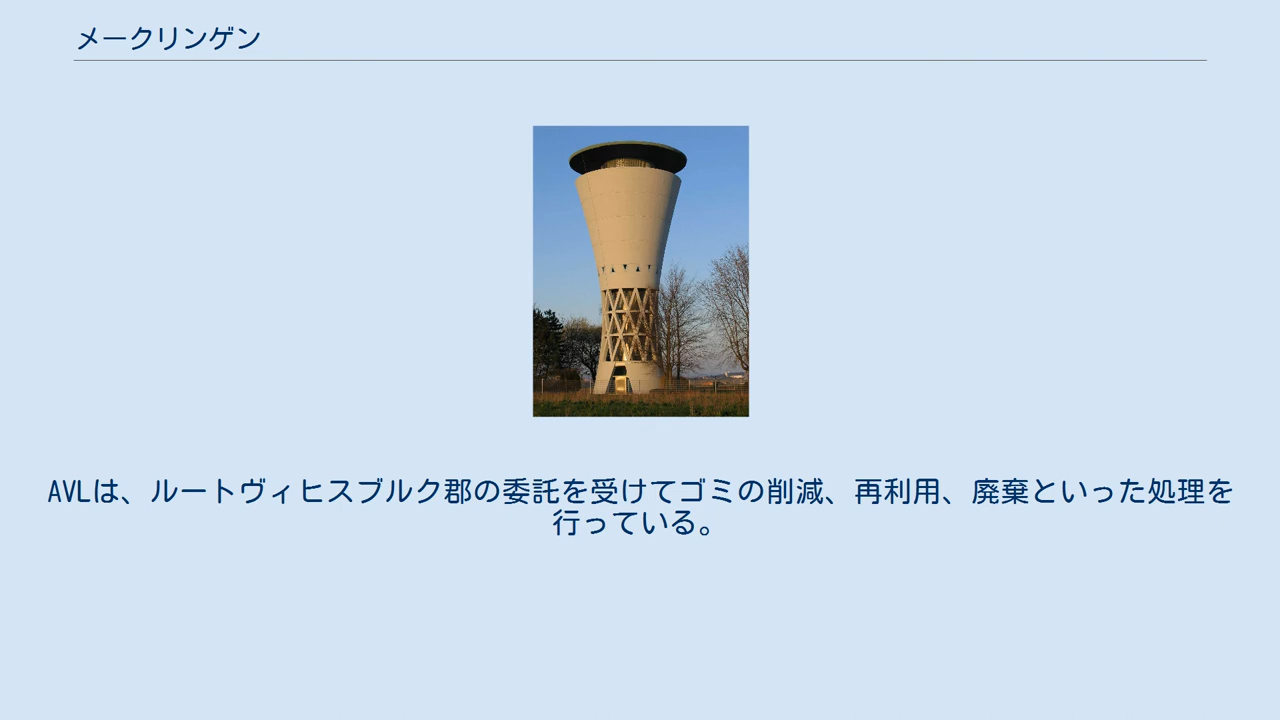 メークリンゲン
AVLは、ルートヴィヒスブルク郡の委託を受けてゴミの削減、再利用、廃棄といった処理を
行っている。